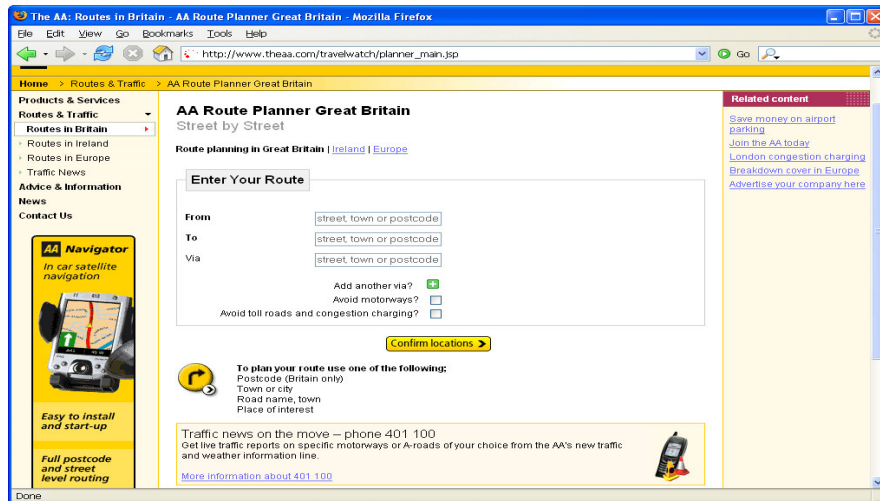 The AA: Routes in Britain - AA Route Planner Great Britain - Mozilla Firefox
File Edit View Go Bookmarks Tools Help
http://www.theaa.com/travelwatch/planner_main.jsp
Go
Home > Routes & Traffic > AA Route Planner Great Britain
Products & Services
Routes & Traffic
Routes in Britain
Routes in Ireland
Routes in Europe
Traffic News
Advice & Information
News
Contact Us
AA Navigator
In car satellite
navigation
Easy to install
and start-up
Full postcode
and street
level routing
AA Route Planner Great Britain
Street by Street
Route planning in Great Britain | Ireland | Europe
Enter Your Route
From
street, town or postcode
To
street, town or postcode
Via
street, town or postcode
Add another via?
Avoid motorways?
Avoid toll roads and congestion charging?
Confirm locations
To plan your route use one of the following;
Postcode (Britain only)
Town or city
Road name, town
Place of interest
Traffic news on the move – phone 401 100
Get live traffic reports on specific motorways or A-roads of your choice from the AA's new traffic
and weather information line.
More information about 401 100
Related content
Save money on airport
parking
Join the AA today
London congestion charging
Breakdown cover in Europe
Advertise your company here
Done